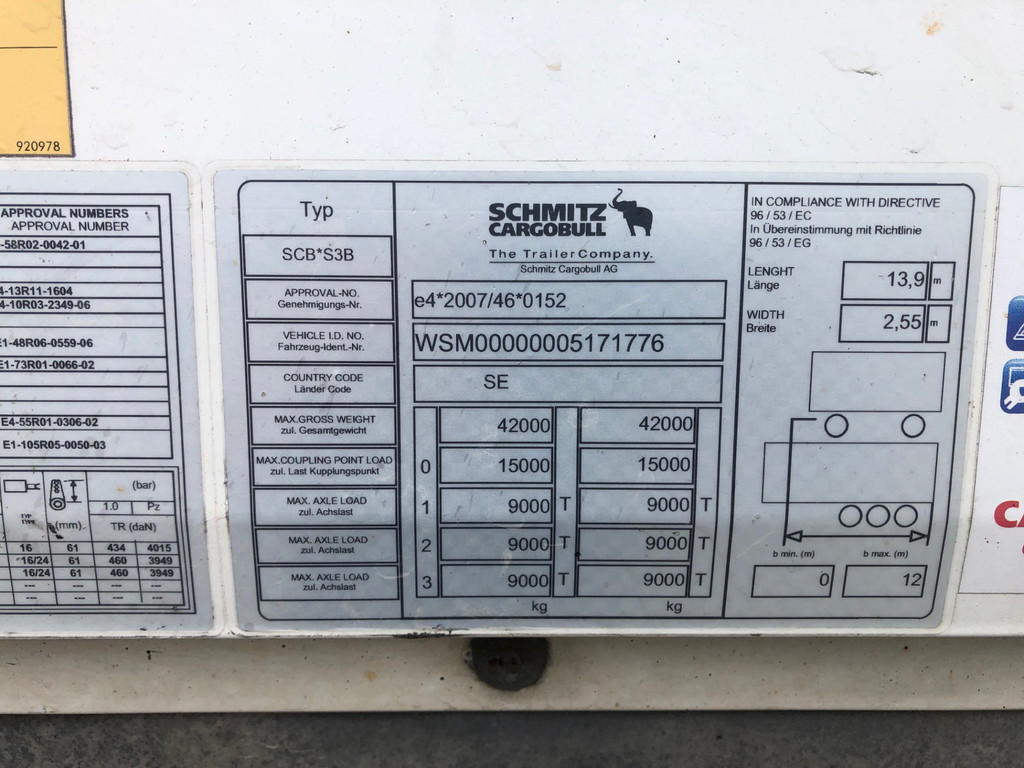 920978
APPROVAL NUMBERS
APPROVAL NUMBER
-58R02-0042-01
4-13R11-1604
4-10R03-2349-06
E1-48R06-0559-06
E1-73R01-0066-02
E4-55R01-0306-02
E1-105R05-0050-03
(bar)
1.0 Pz
(mm) TR (daN)
16 61 434 4015
16/24 61 460 3949
16/24 61 460 3949
--- --- --- ---
--- --- --- ---
Typ
SCB*S3B
SCHMITZ
CARGOBULL
The Trailer Company.
Schmitz Cargobull AG
APPROVAL-NO.
Genehmigungs-Nr.
e4*2007/46*0152
VEHICLE I.D. NO.
Fahrzeug-Ident.-Nr.
WSM00000005171776
COUNTRY CODE
Länder Code
SE
MAX.GROSS WEIGHT
zul. Gesamtgewicht
42000 42000
MAX.COUPLING POINT LOAD
zul. Last Kupplungspunkt
0 15000 15000
MAX. AXLE LOAD
zul. Achslast
1 9000 T 9000 T
MAX. AXLE LOAD
zul. Achslast
2 9000 T 9000 T
MAX. AXLE LOAD
zul. Achslast
3 9000 T 9000 T
kg kg
IN COMPLIANCE WITH DIRECTIVE
96 / 53 / EC
In Übereinstimmung mit Richtlinie
96 / 53 / EG
LENGHT
Länge
13,9 m
WIDTH
Breite
2,55 m
b min. (m) b max. (m)
0 12
CA